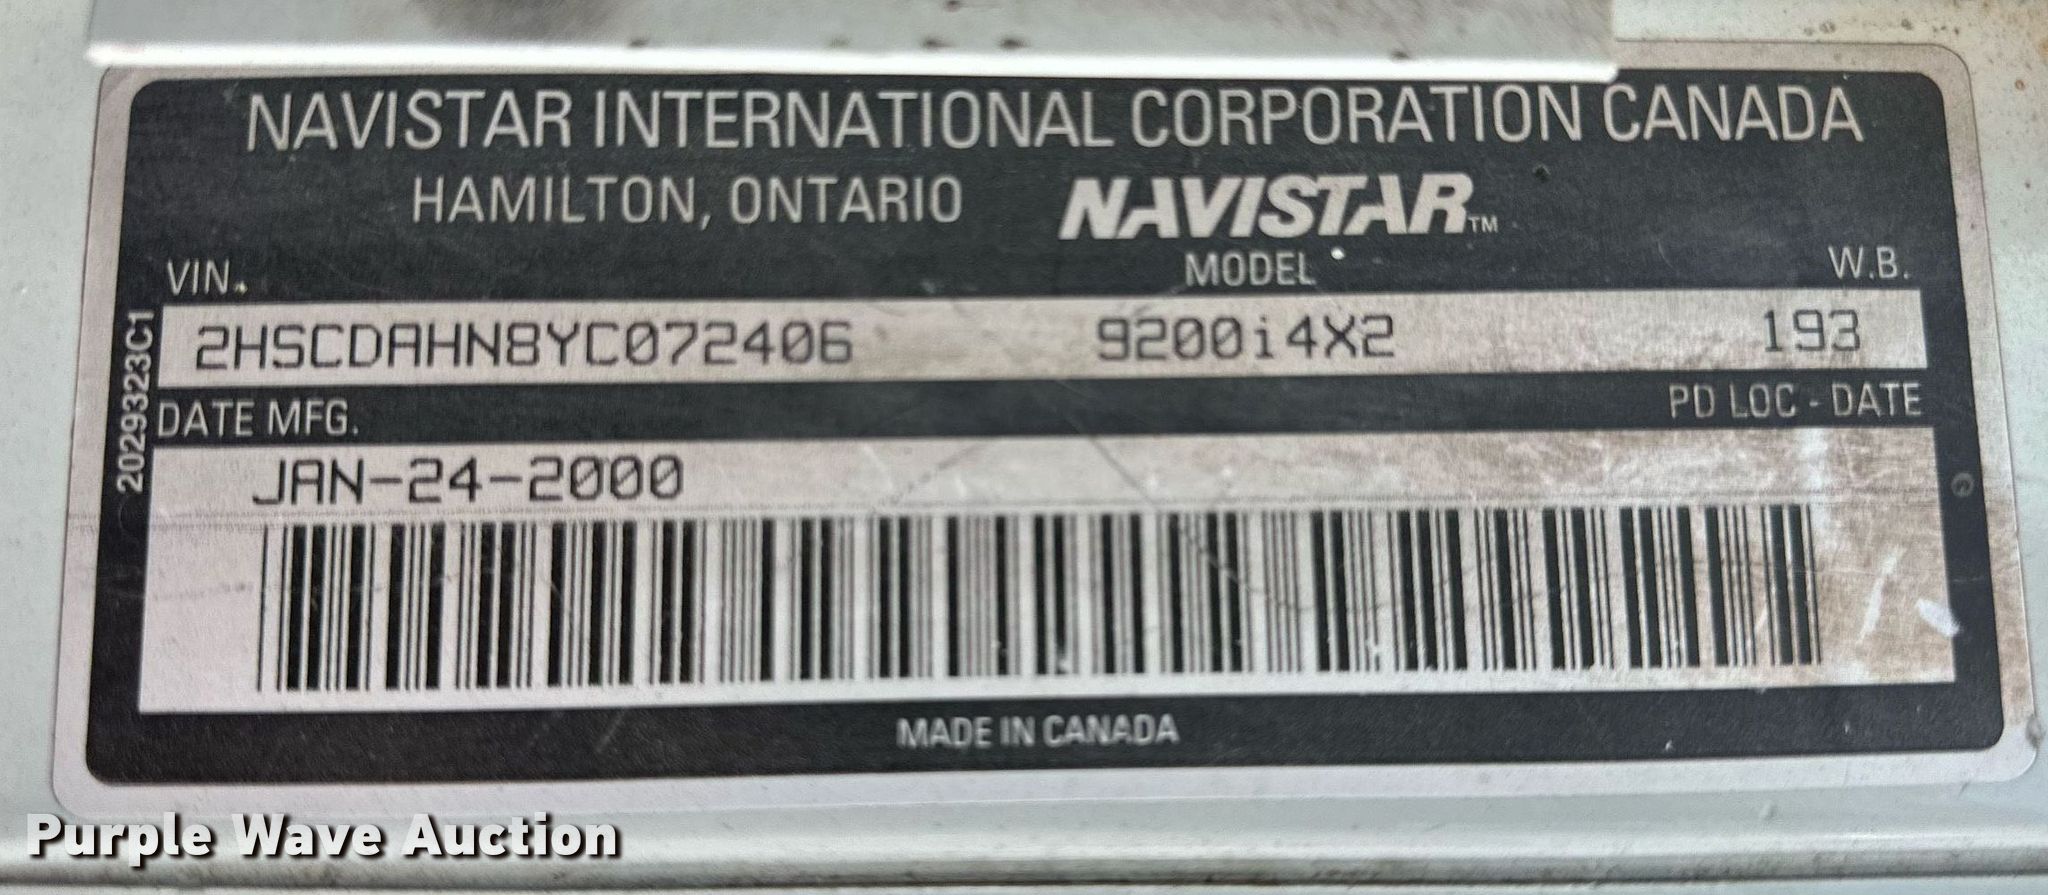 NAVISTAR INTERNATIONAL CORPORATION CANADA
HAMILTON, ONTARIO NAVISTAR™
VIN. MODEL W.B.
2HSCDAHN8YC072406 9200i4X2 193
DATE MFG. PD LOC - DATE
JAN-24-2000
2029323C1
MADE IN CANADA
Purple Wave Auction